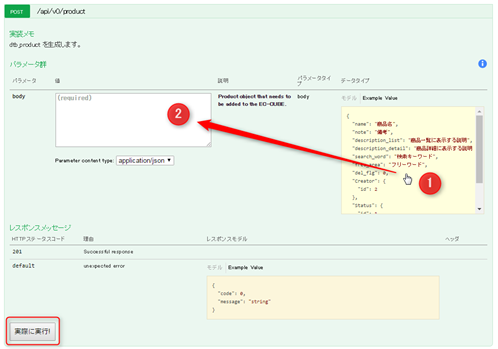 POST /api/v0/product
実装メモ
dtb product を生成します。
パラメータ群
パラメータ 値 説明 パラメータタイプ データタイプ
body (required) Product object that needs to be added to the EC-CUBE. body モデル Example Value
{
"name": "商品名",
"note": "備考",
"description_list": "商品一覧に表示する説明
"description_detail": "商品詳細に表示する説明
"search_word": "検索キーワード",
"free_area": "フリーワード",
"del_flg": 0,
"Creator": {
"id": 2
},
"Status": {
"id": 1
2
1
Parameter content type: application/json
レスポンスメッセージ
HTTPステータスコード 理由 レスポンスモデル ヘッダ
201 Successful response
default unexpected error モデル Example Value
{
"code": 0,
"message": "string"
}
実際に実行!